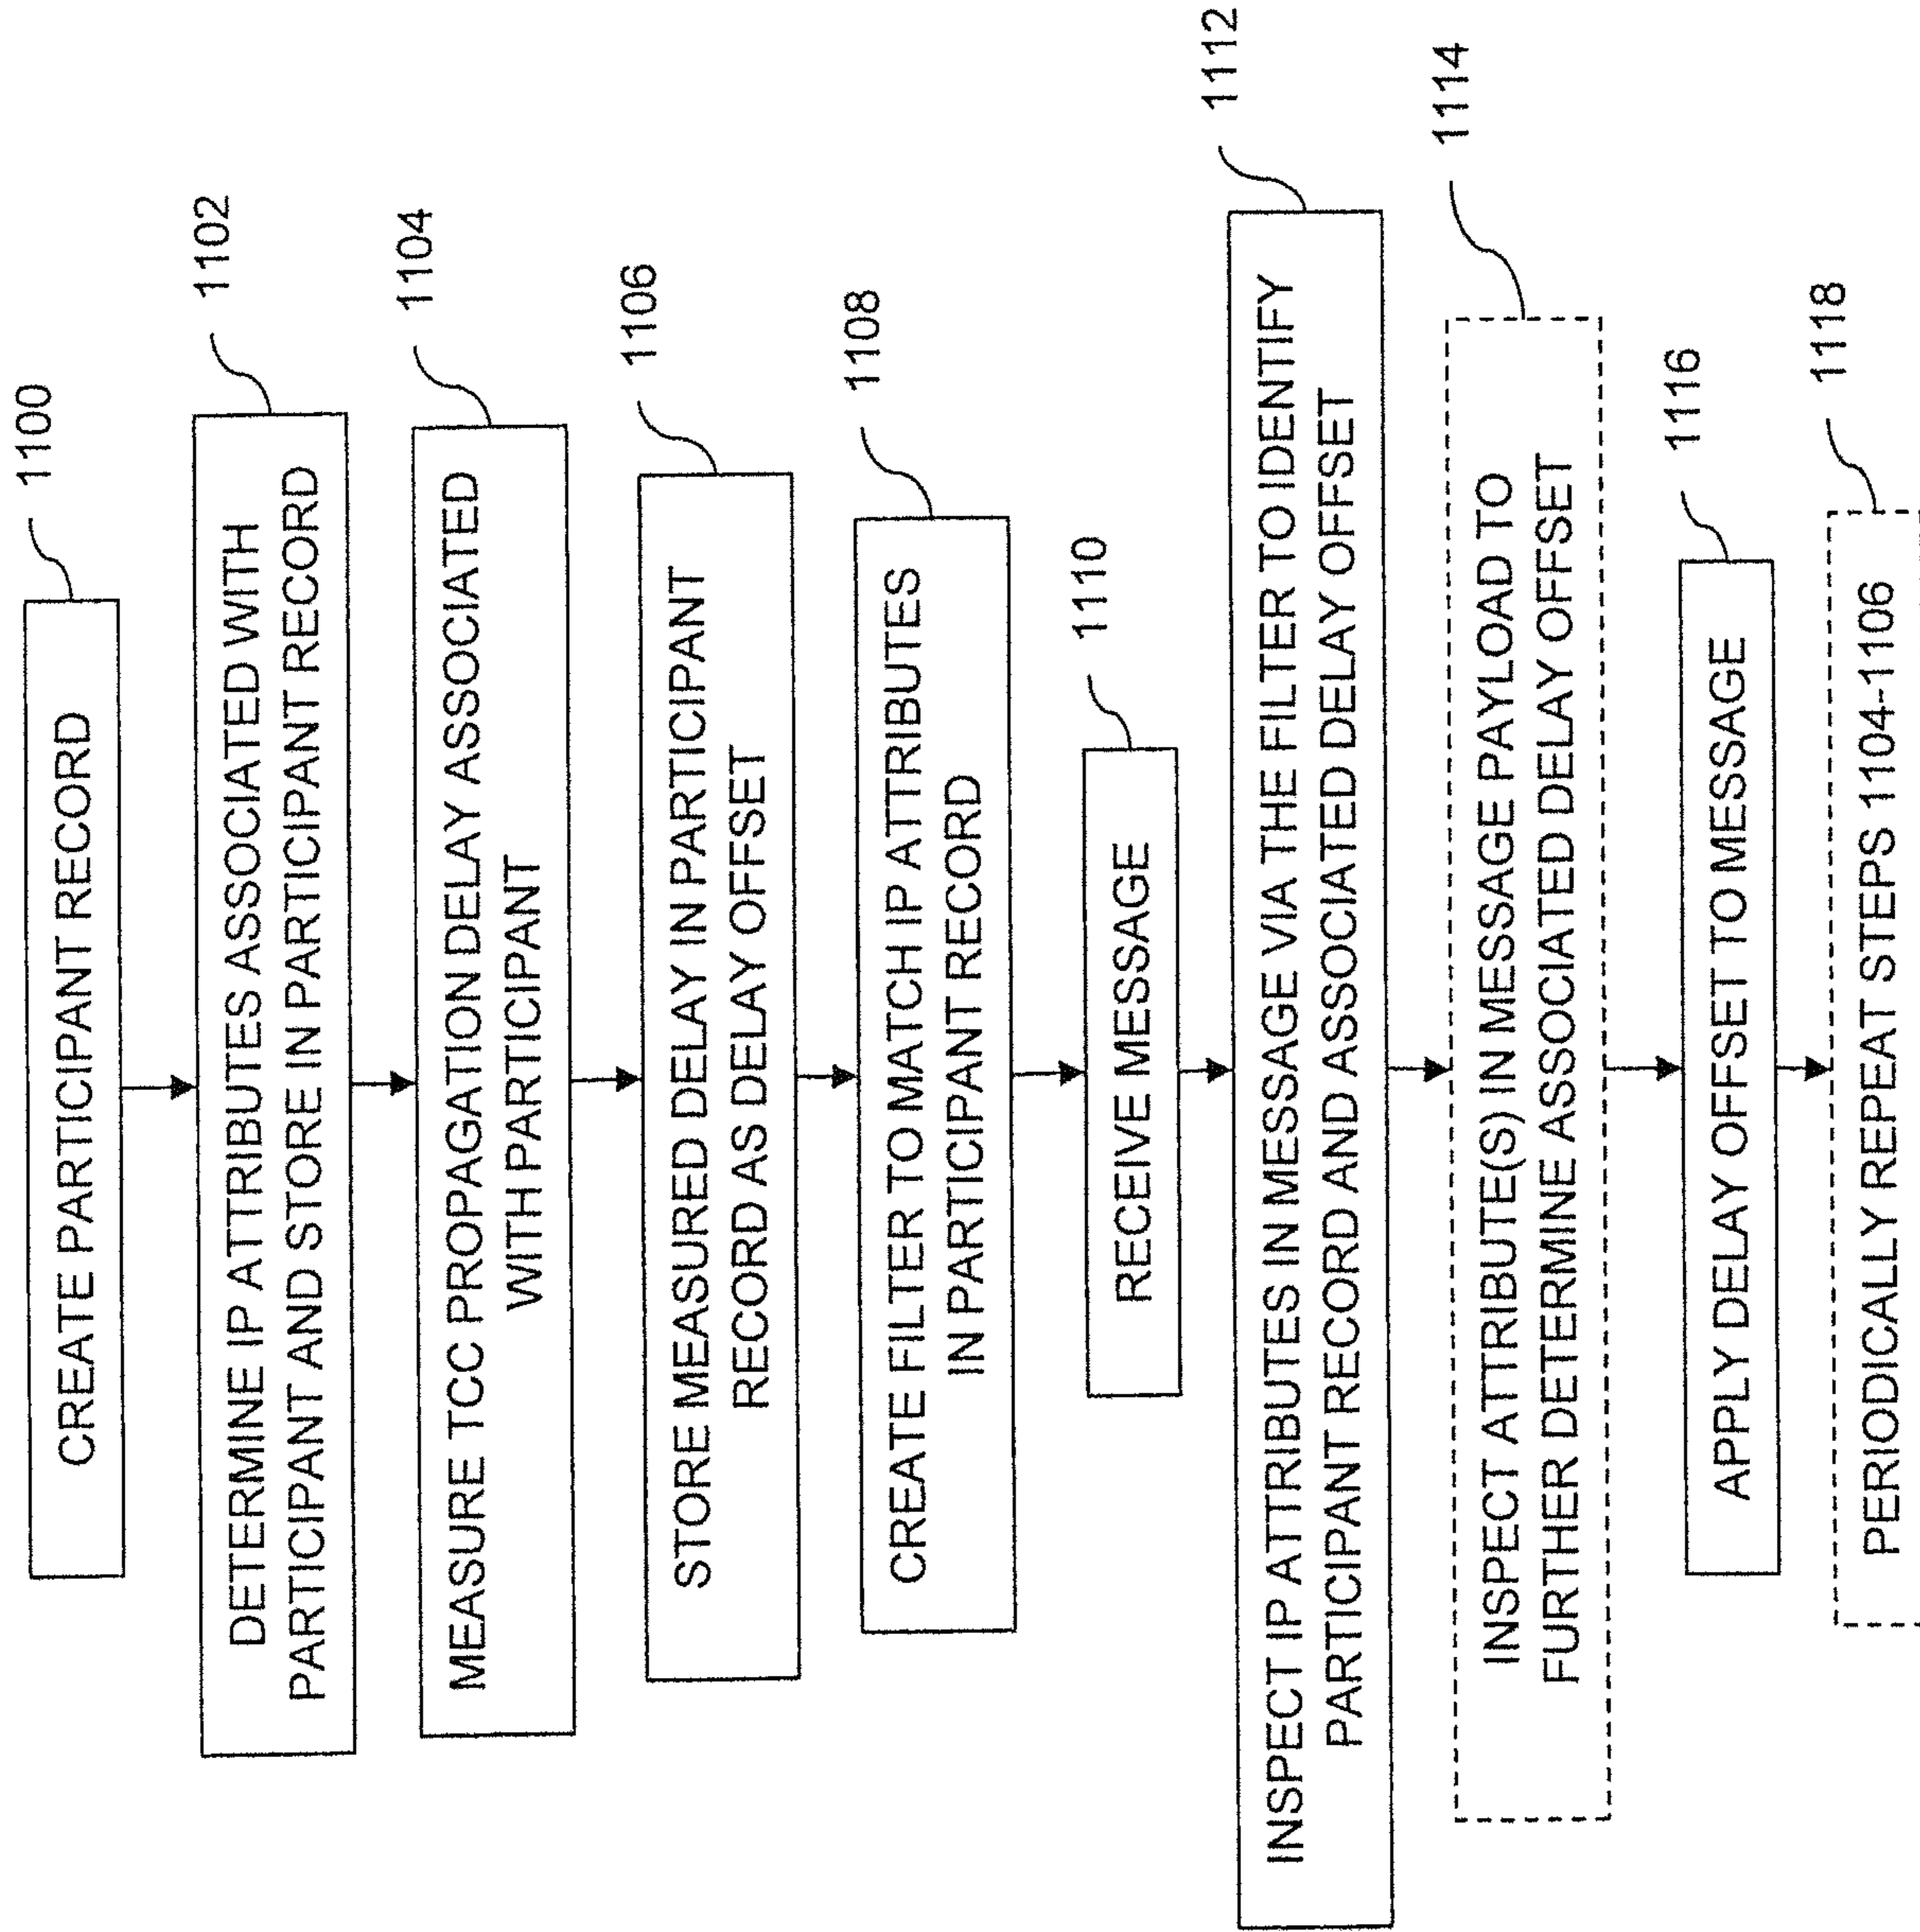 1100
CREATE PARTICIPANT RECORD
1102
DETERMINE IP ATTRIBUTES ASSOCIATED WITH
PARTICIPANT AND STORE IN PARTICIPANT RECORD
1104
MEASURE TCC PROPAGATION DELAY ASSOCIATED
WITH PARTICIPANT
1106
STORE MEASURED DELAY IN PARTICIPANT
RECORD AS DELAY OFFSET
1108
CREATE FILTER TO MATCH IP ATTRIBUTES
IN PARTICIPANT RECORD
1110
RECEIVE MESSAGE
1112
INSPECT IP ATTRIBUTES IN MESSAGE VIA THE FILTER TO IDENTIFY
PARTICIPANT RECORD AND ASSOCIATED DELAY OFFSET
1114
INSPECT ATTRIBUTE(S) IN MESSAGE PAYLOAD TO
FURTHER DETERMINE ASSOCIATED DELAY OFFSET
1116
APPLY DELAY OFFSET TO MESSAGE
1118
PERIODICALLY REPEAT STEPS 1104-1106